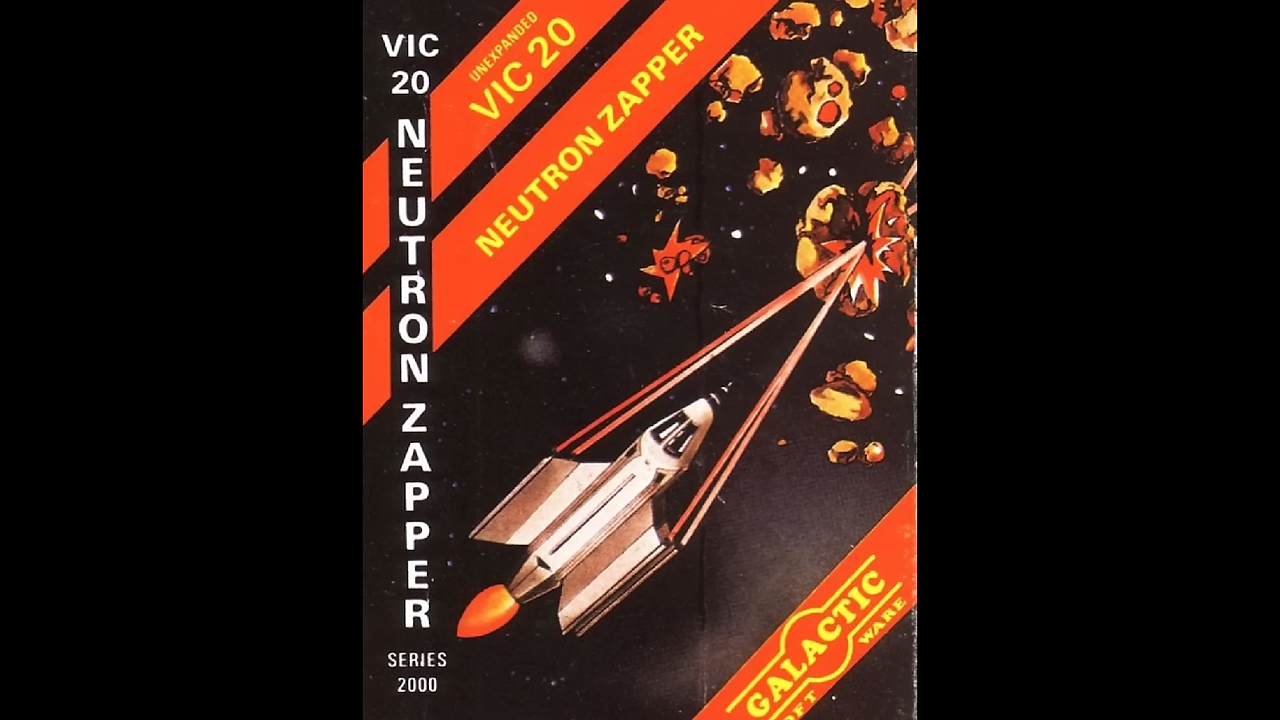 VIC
20
NEUTRON ZAPPER
SERIES
2000
UNEXPANDED
VIC 20
NEUTRON ZAPPER
GALACTIC
WARE